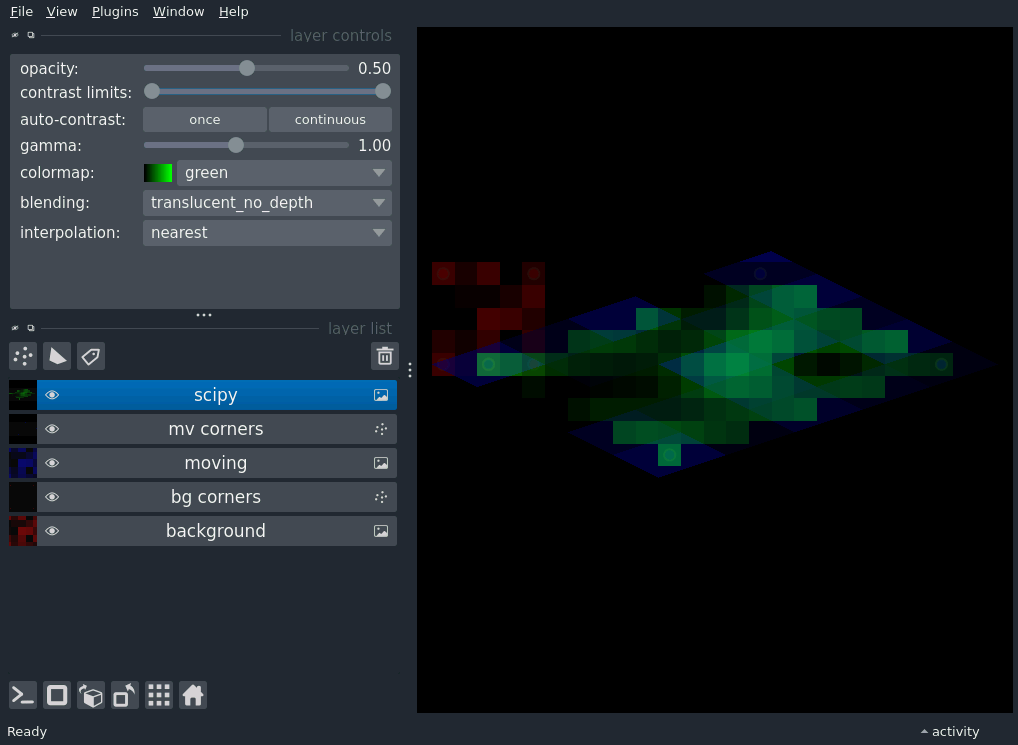 File View Plugins Window Help
layer controls
opacity: 0.50
contrast limits:
auto-contrast: once continuous
gamma: 1.00
colormap: green
blending: translucent_no_depth
interpolation: nearest
layer list
scipy
mv corners
moving
bg corners
background
Ready
activity